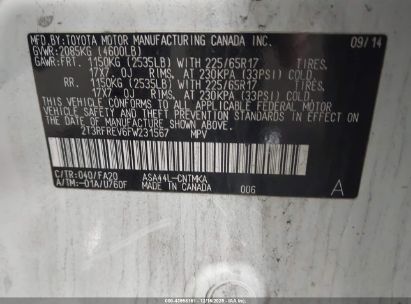 MFD.BY:TOYOTA MOTOR MANUFACTURING CANADA INC. 09/14
GVWR: 2085KG (4600LB)
GAWR:FRT. 1150KG (2535LB) WITH 225/65R17 TIRES,
17X7.0J RIMS, AT 230KPA (33PSI) COLD.
RR. 1150KG (2535LB) WITH 225/65R17 TIRES,
17X7.0J RIMS, AT 230KPA (33PSI) COLD.
THIS VEHICLE CONFORMS TO ALL APPLICABLE FEDERAL MOTOR
VEHICLE SAFETY AND THEFT PREVENTION STANDARDS IN
EFFECT ON THE DATE OF MANUFACTURE SHOWN ABOVE.
2T3RFREV6FW231567 MPV
C/TR:040/FA20 ASA44L-CNTMKA
A/TM:-01A/U760F MADE IN CANADA 006 A